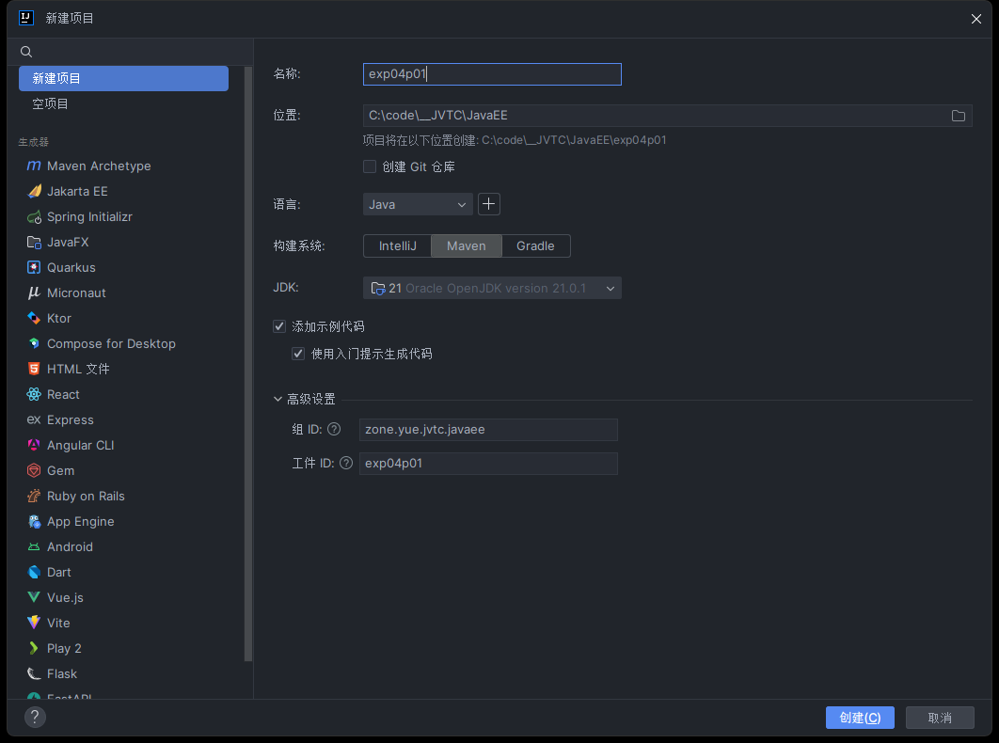 新建项目
新建项目
空项目
生成器
Maven Archetype
Jakarta EE
Spring Initializr
JavaFX
Quarkus
Micronaut
Ktor
Compose for Desktop
HTML 文件
React
Express
Angular CLI
Gem
Ruby on Rails
App Engine
Android
Dart
Vue.js
Vite
Play 2
Flask
FastAPI
名称: exp04p01
位置: C:\code\__JVTC\JavaEE
项目将在以下位置创建: C:\code\__JVTC\JavaEE\exp04p01
创建 Git 仓库
语言: Java
构建系统: IntelliJ Maven Gradle
JDK: 21 Oracle OpenJDK version 21.0.1
添加示例代码
使用入门提示生成代码
高级设置
组 ID: zone.yue.jvtc.javaee
工件 ID: exp04p01
创建(C) 取消